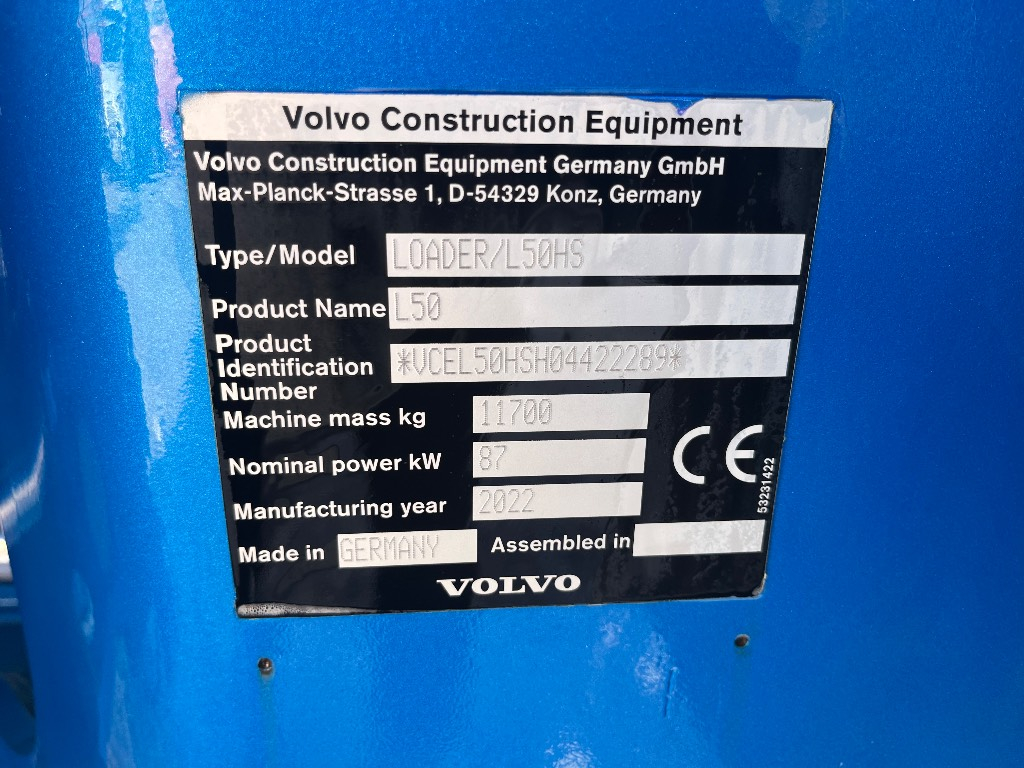 Volvo Construction Equipment
Volvo Construction Equipment Germany GmbH
Max-Planck-Strasse 1, D-54329 Konz, Germany
Type/Model LOADER/L50HS
Product Name L50
Product
Identification
Number *VCEL50HSH04422289*
Machine mass kg 11700
Nominal power kW 87
CE
Manufacturing year 2022
53231422
Made in GERMANY Assembled in
VOLVO